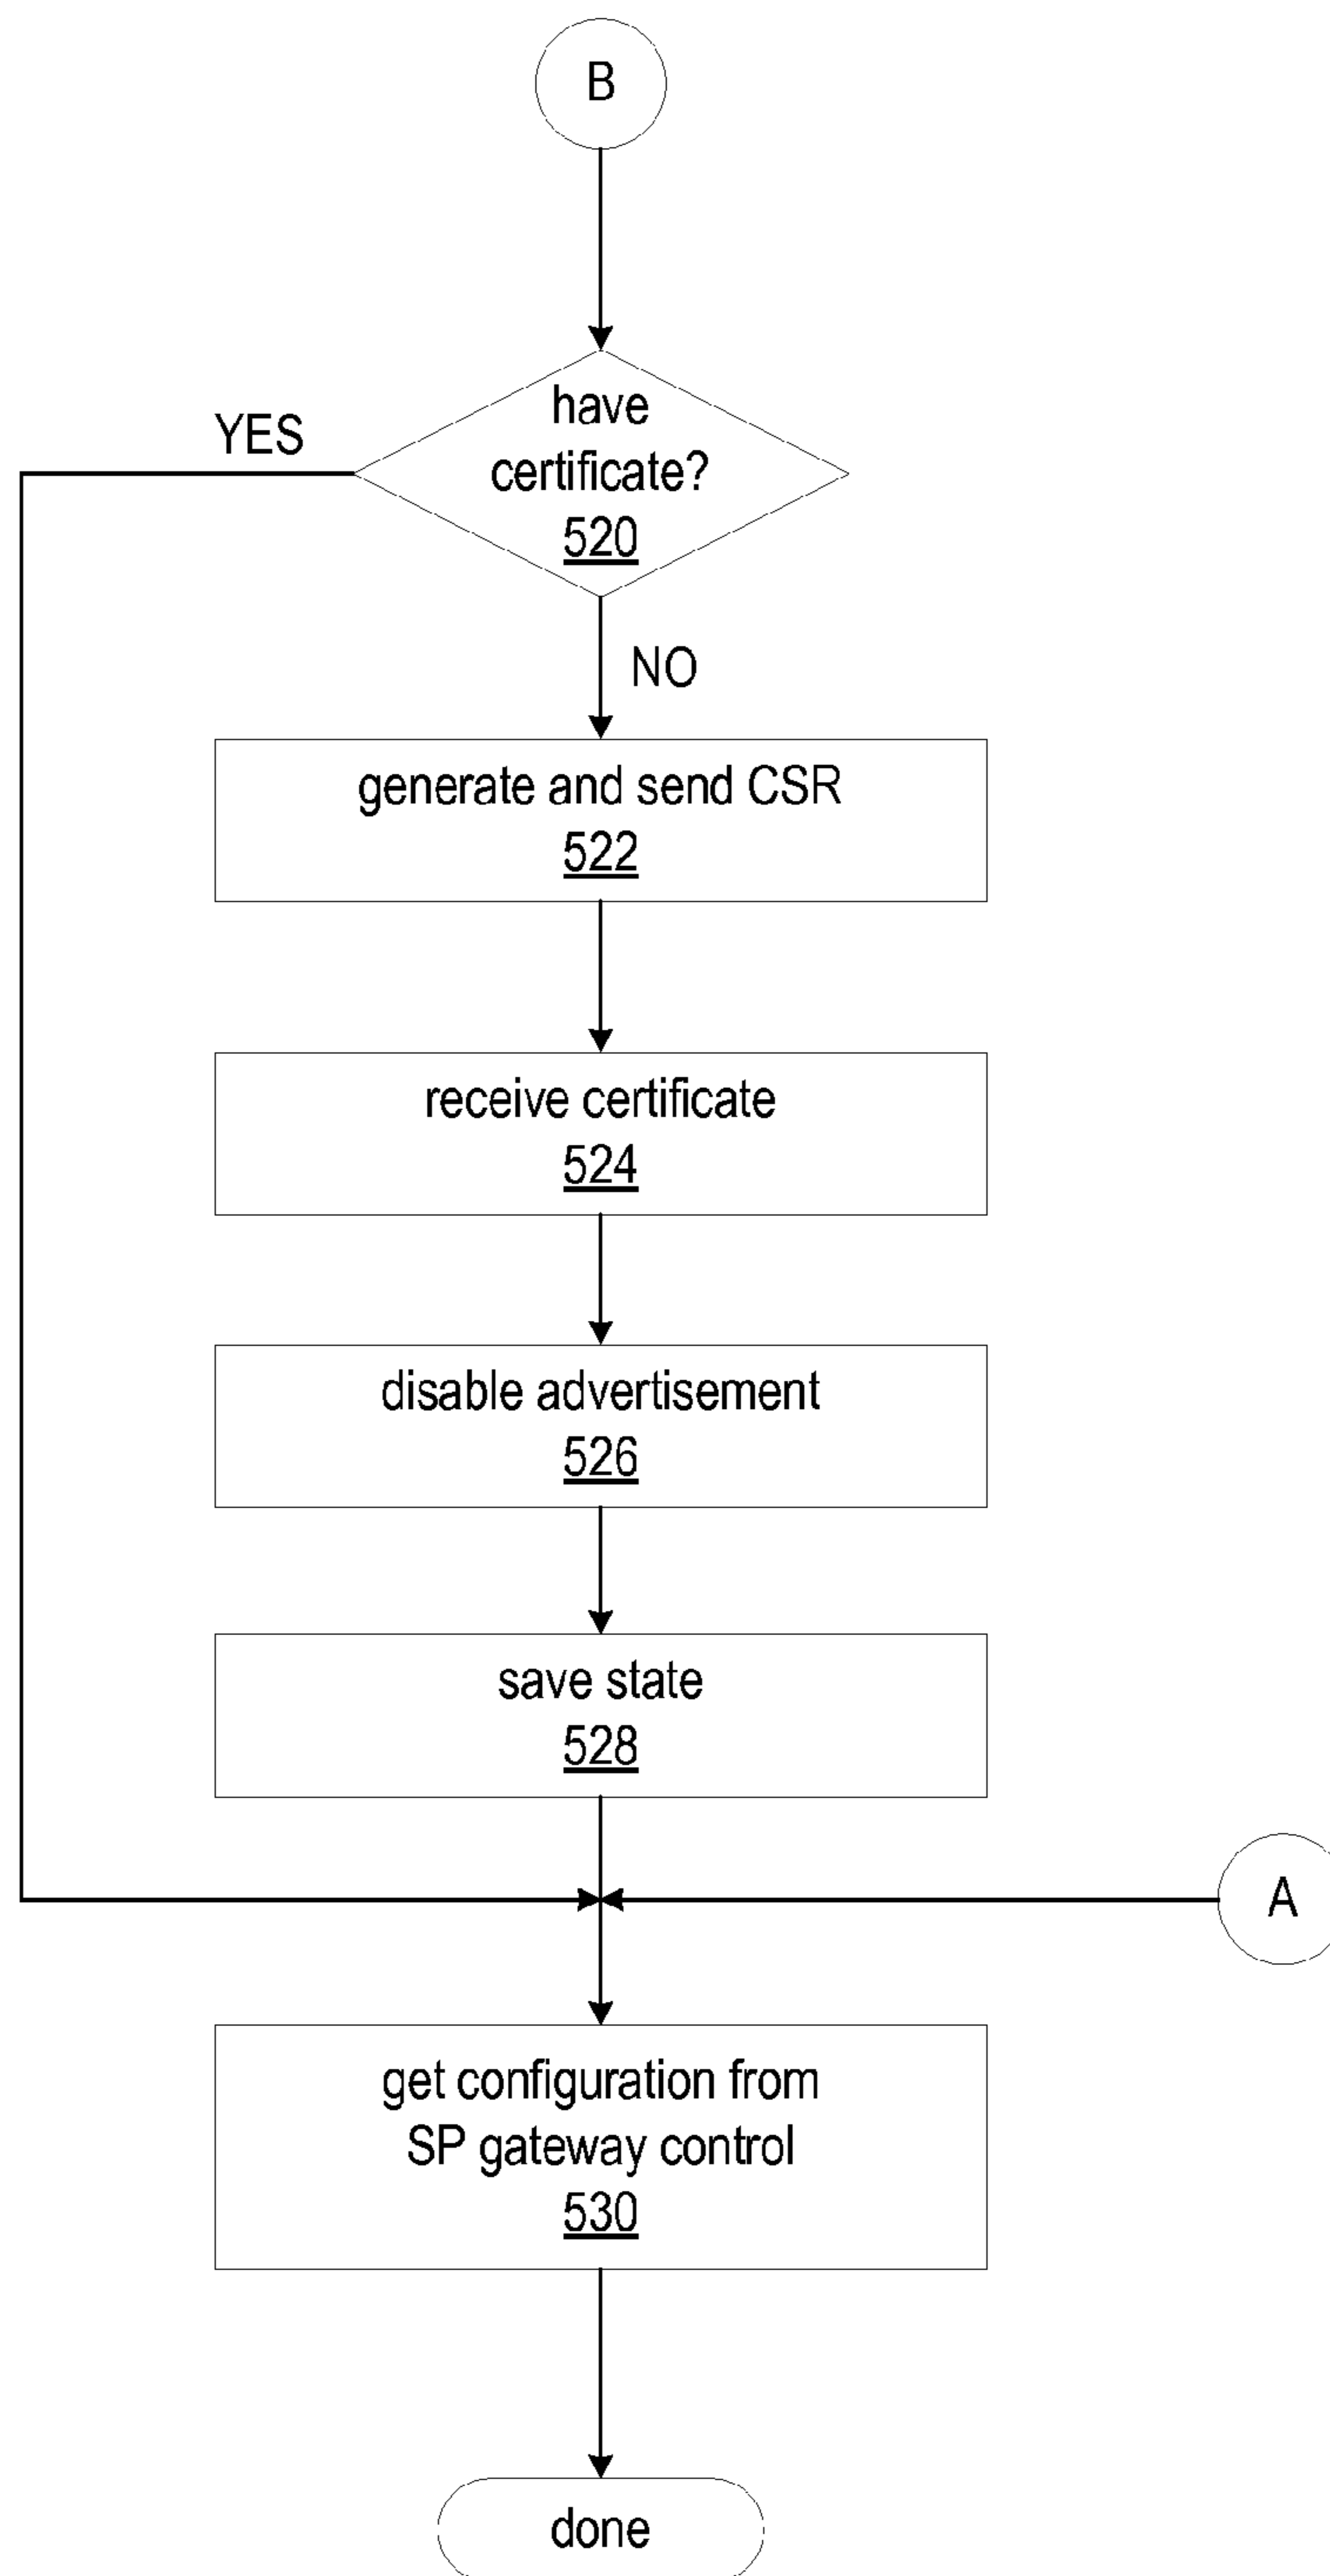 B
have
certificate?
520
YES
NO
generate and send CSR
522
receive certificate
524
disable advertisement
526
save state
528
A
get configuration from
SP gateway control
530
done